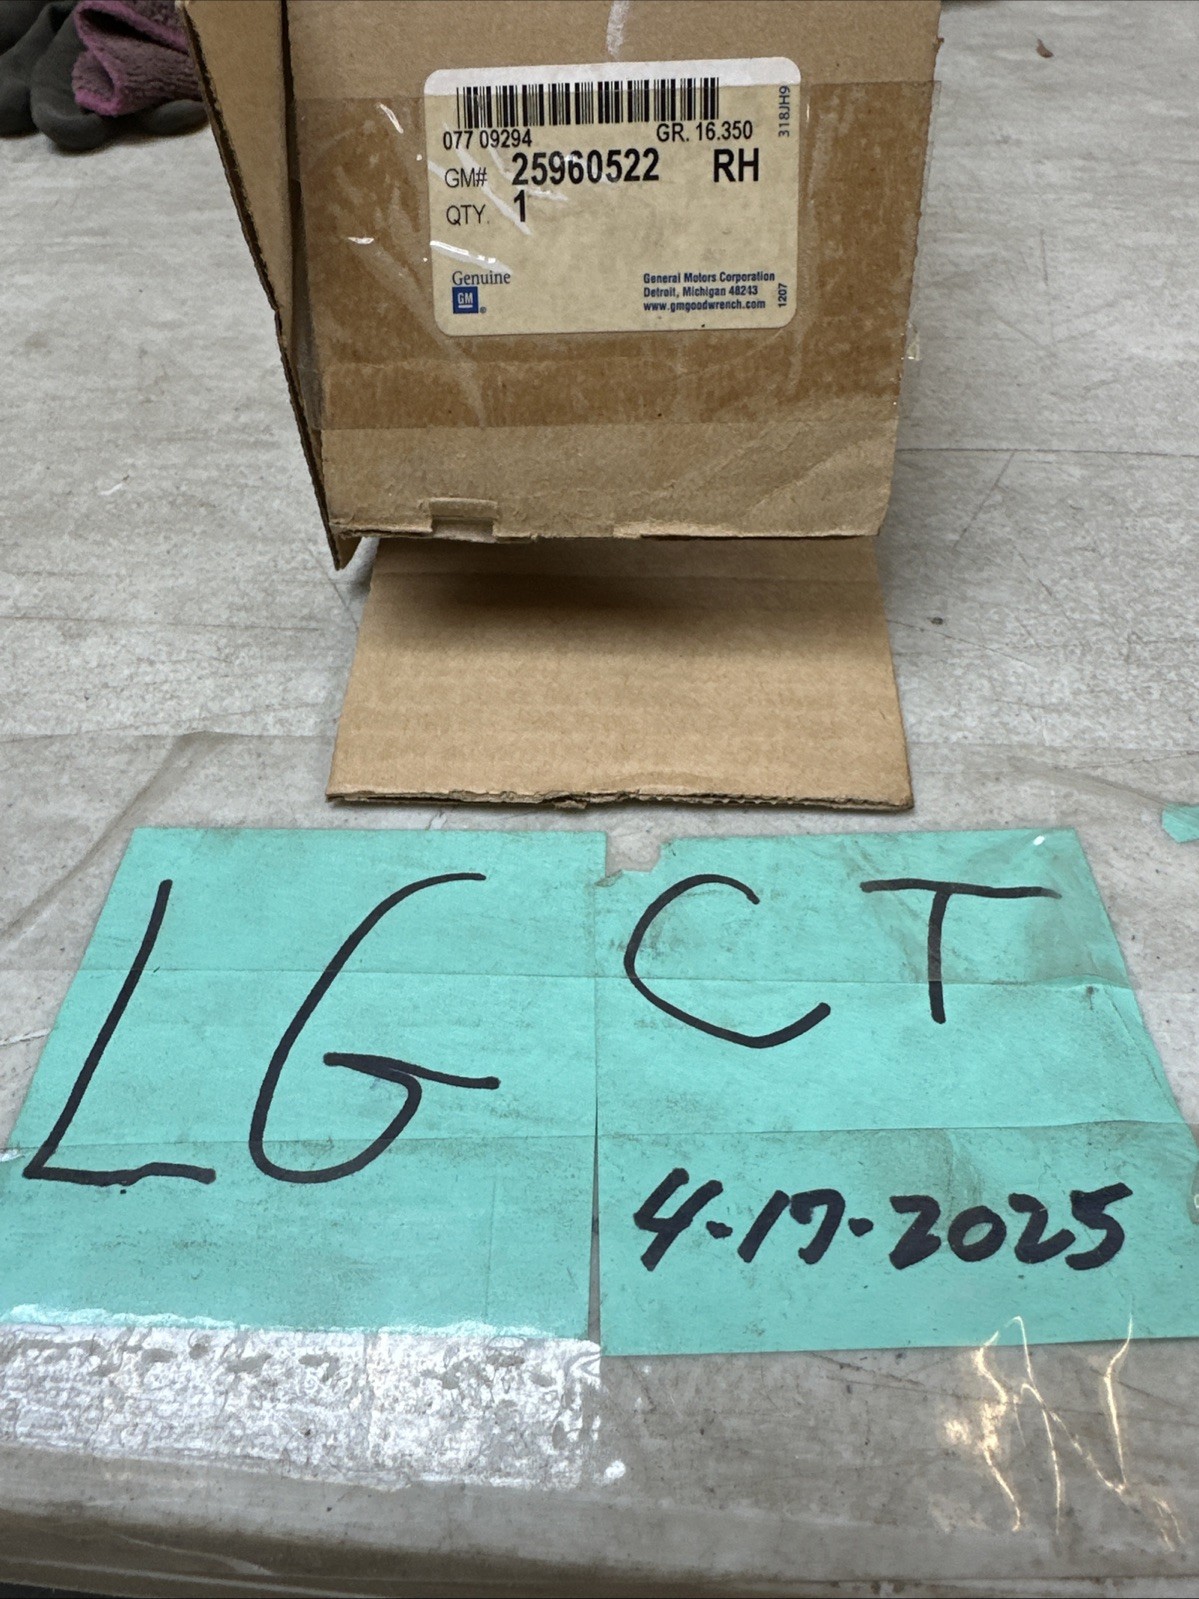 077 09294 GR. 16.350
318JH9
GM# 25960522 RH
QTY. 1
Genuine
GM
General Motors Corporation
Detroit, Michigan 48243
www.gmgoodwrench.com
1207
LG CT
4-17-2025